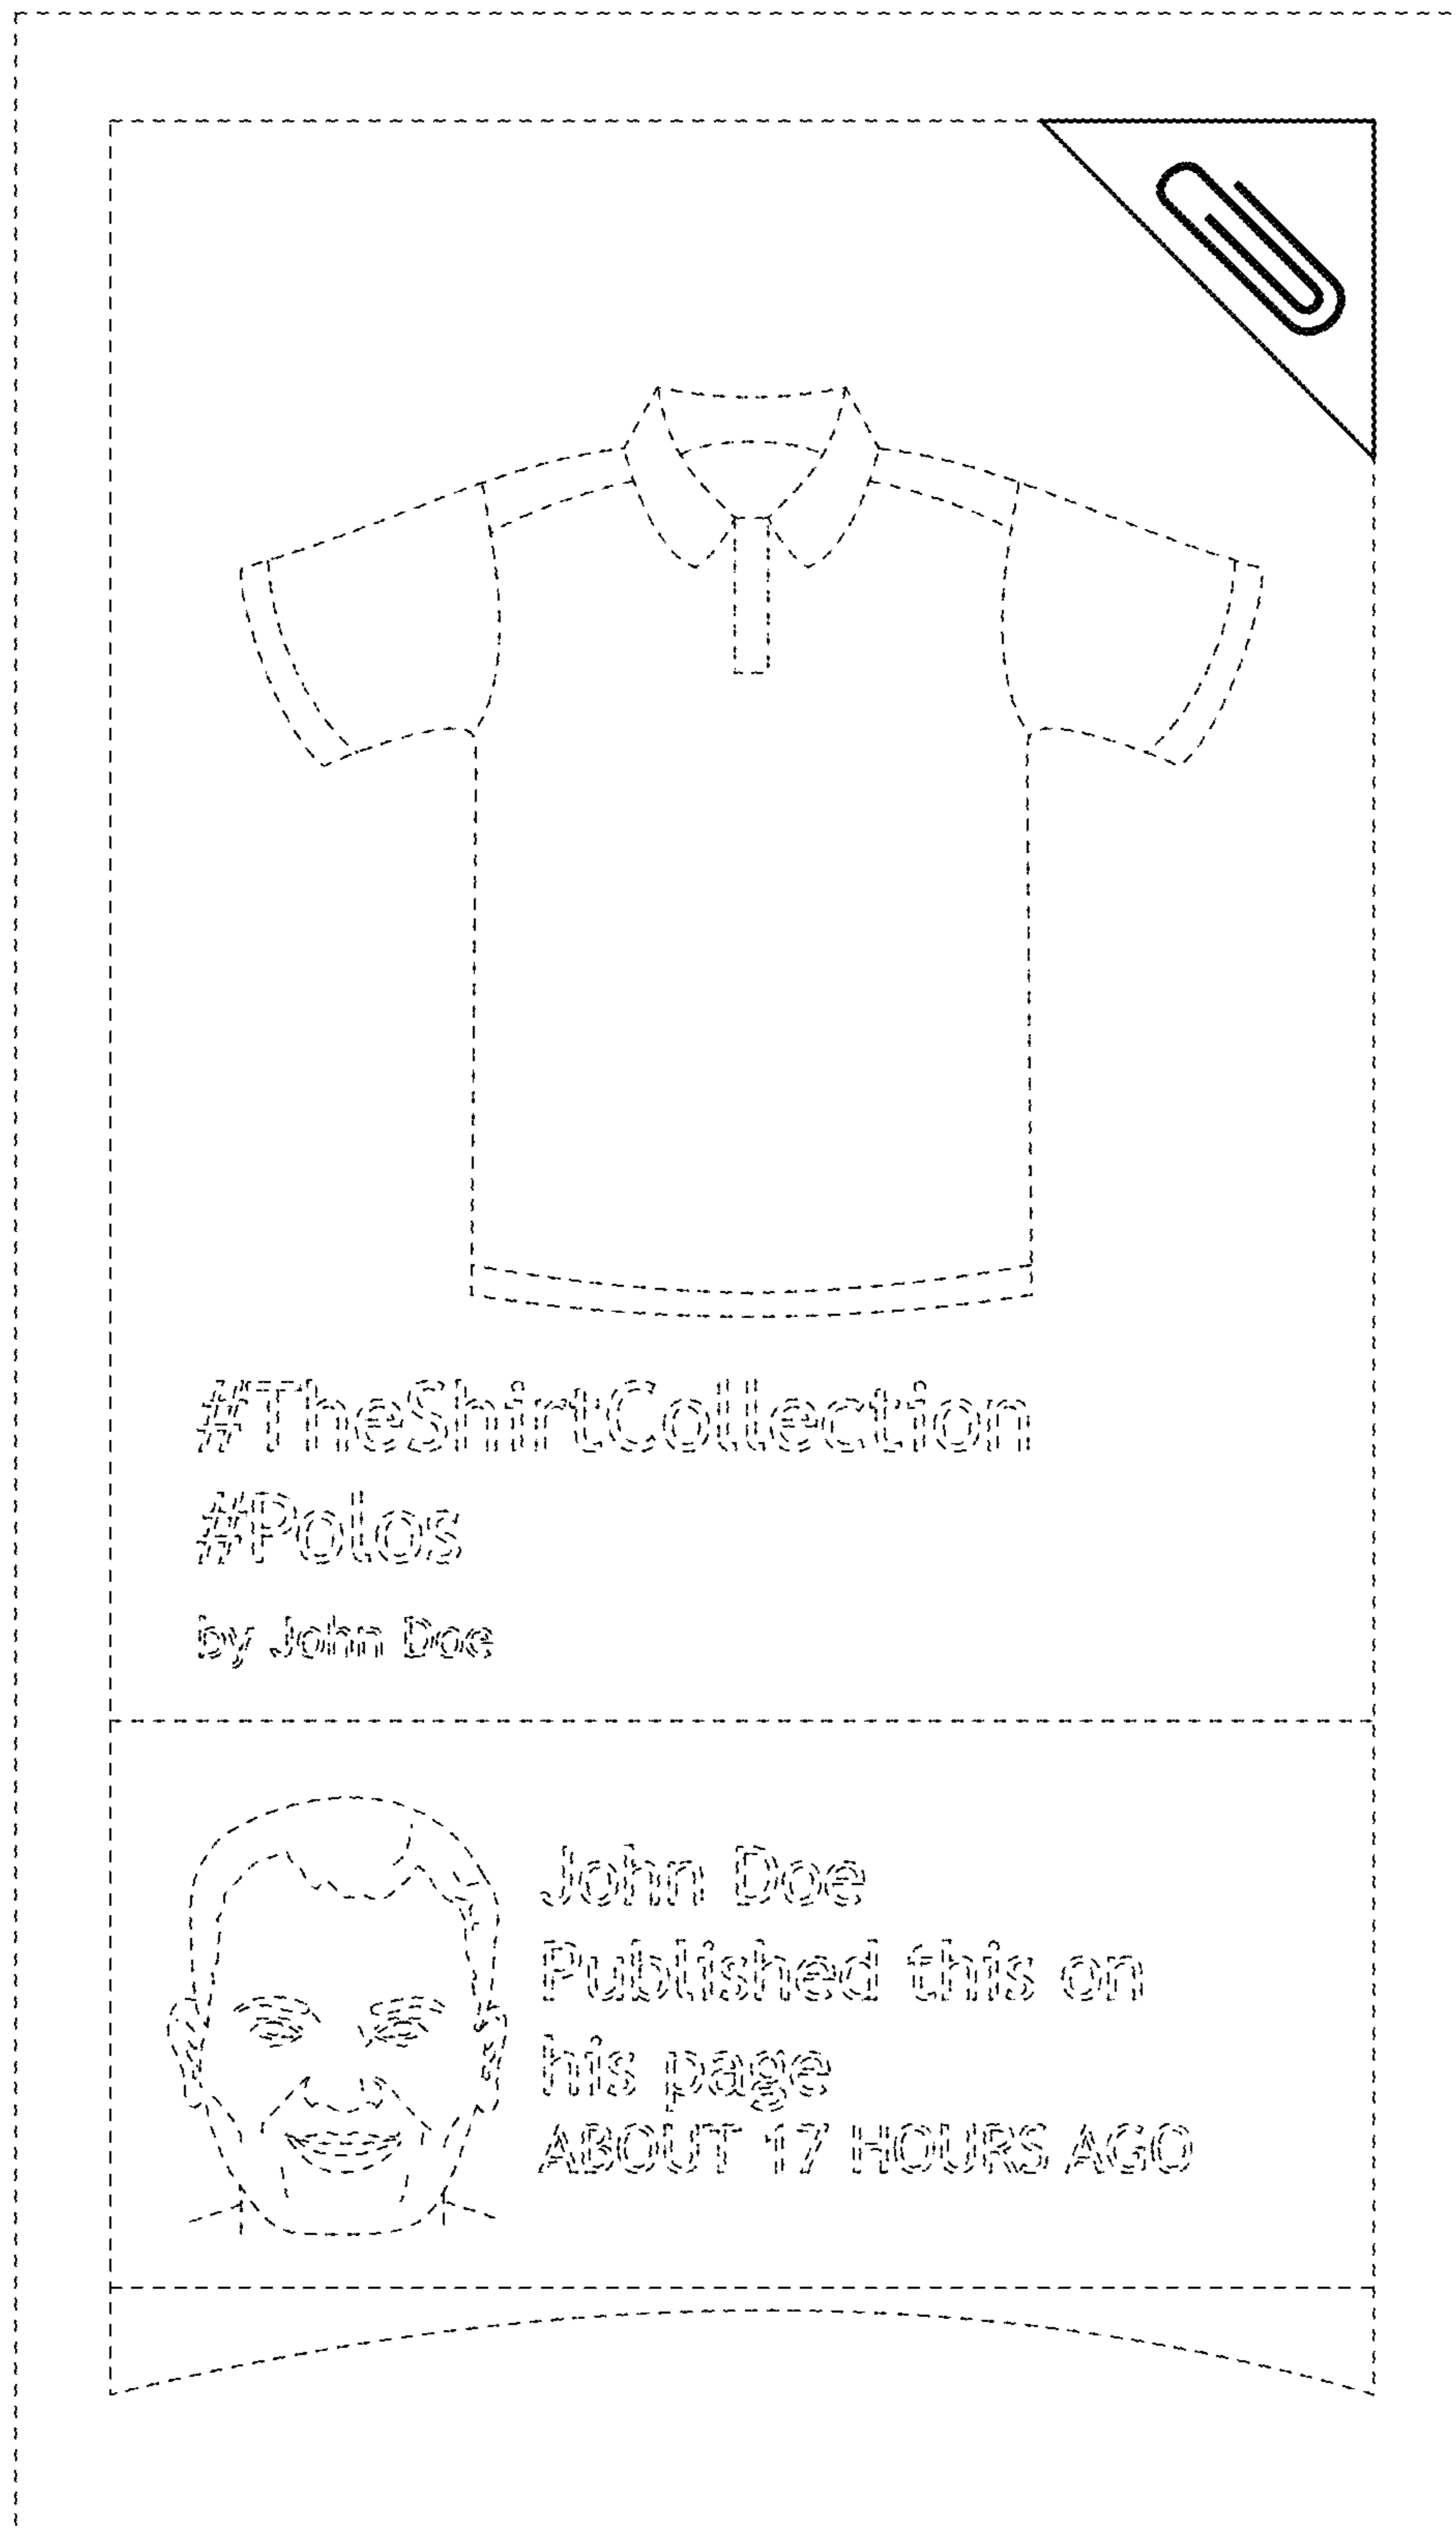 #TheShirtCollection
#Polos
by John Doe
John Doe
Published this on
his page
ABOUT 17 HOURS AGO